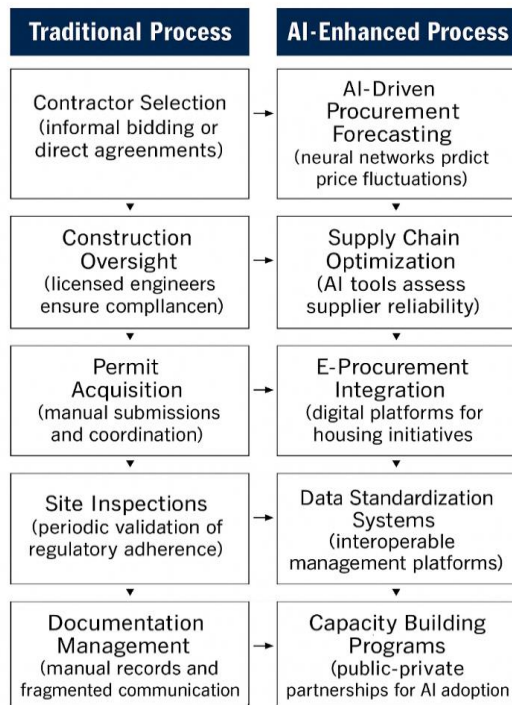 Traditional Process
AI-Enhanced Process
Contractor Selection
(informal bidding or
direct agreenments)
AI-Driven
Procurement
Forecasting
(neural networks prdict
price fluctuations)
Construction
Oversight
(licensed engineers
ensure compllancen)
Supply Chain
Optimization
(AI tools assess
supplier reliability)
Permit
Acquisition
(manual submissions
and coordination)
E-Procurement
Integration
(digital platforms for
housing initiatives
Site Inspections
(periodic validation of
regulatory adherence)
Data Standardization
Systems
(interoperable
management platforms)
Documentation
Management
(manual records and
fragmented communication
Capacity Building
Programs
(public-private
partnerships for AI adoption